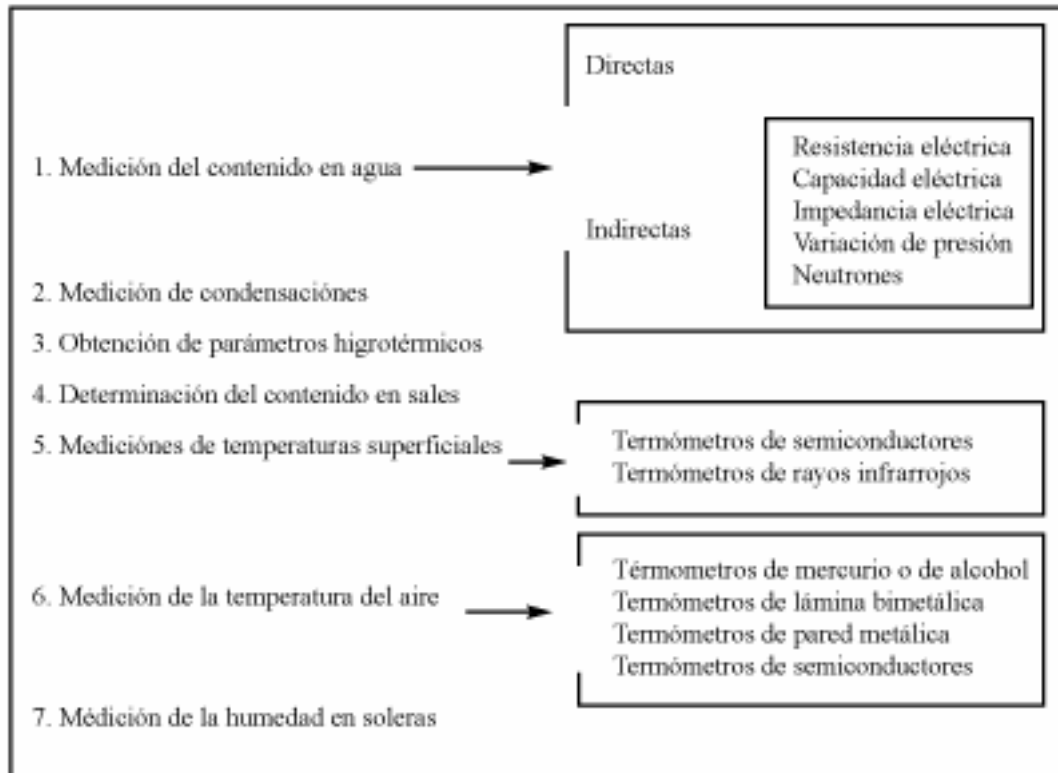 Directas
1. Medición del contenido en agua
Resistencia eléctrica
Capacidad eléctrica
Impedancia eléctrica
Variación de presión
Neutrones
Indirectas
2. Medición de condensaciónes
3. Obtención de parámetros higrotérmicos
4. Determinación del contenido en sales
5. Mediciónes de temperaturas superficiales
Termómetros de semiconductores
Termómetros de rayos infrarrojos
6. Medición de la temperatura del aire
Térmometros de mercurio o de alcohol
Termómetros de lámina bimetálica
Termómetros de pared metálica
Termómetros de semiconductores
7. Médición de la humedad en soleras